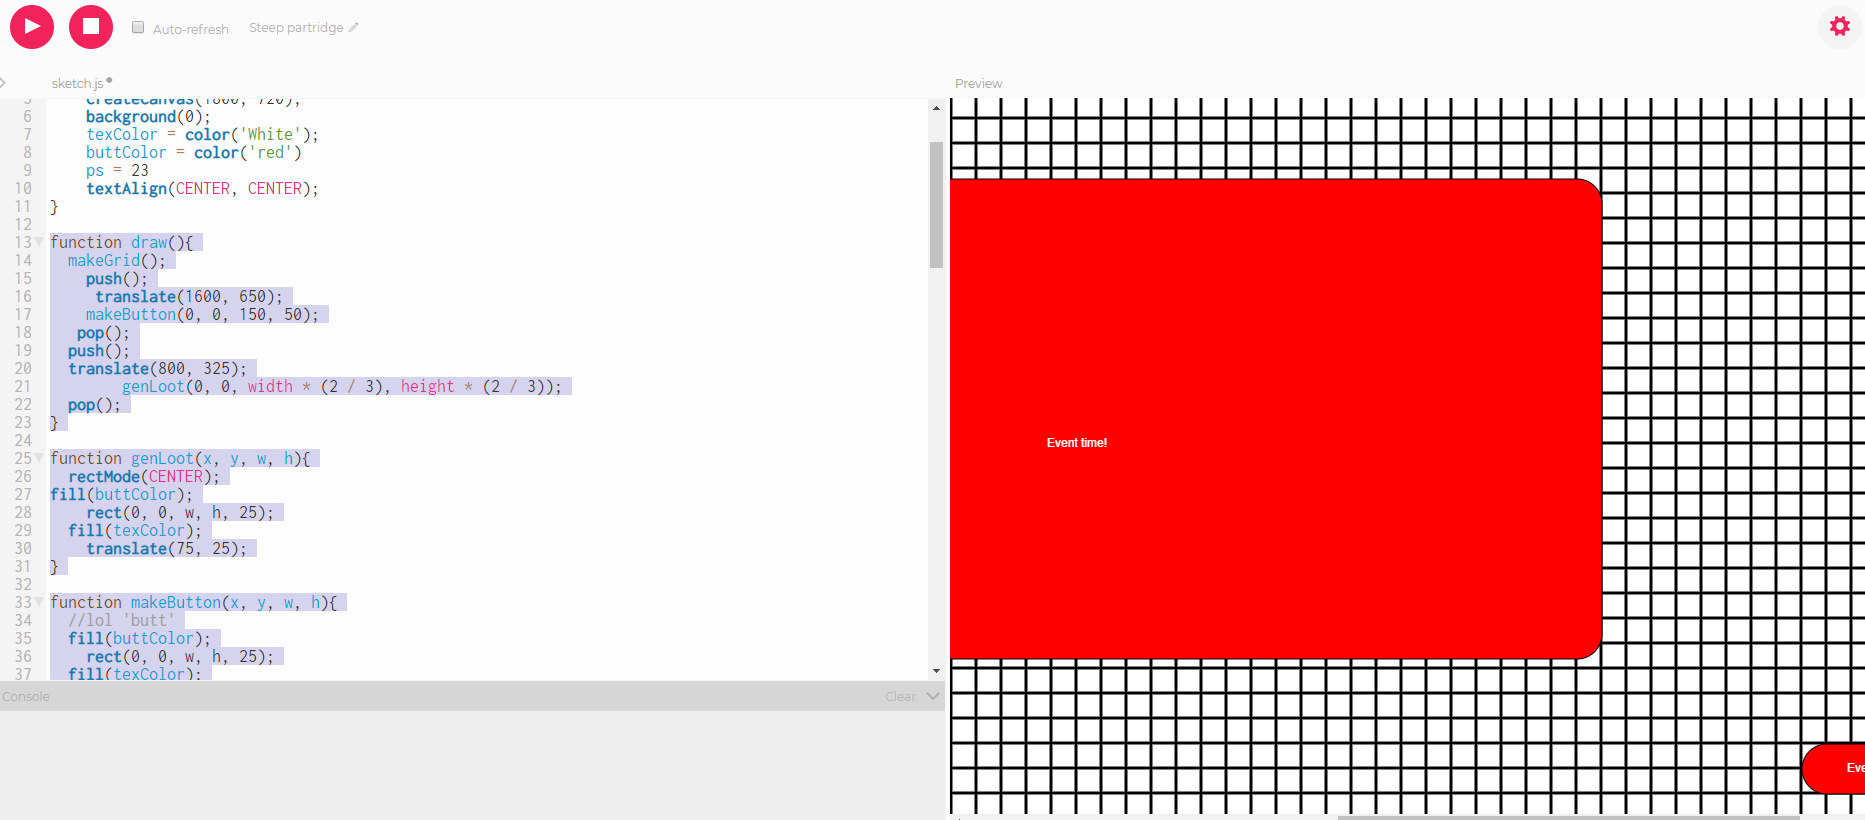 Auto-refresh Steep partridge
sketch.js
Preview
5 createCanvas(1800, 720);
6 background(0);
7 texColor = color('White');
8 buttColor = color('red')
9 ps = 23
10 textAlign(CENTER, CENTER);
11 }
12
13 function draw(){
14 makeGrid();
15 push();
16 translate(1600, 650);
17 makeButton(0, 0, 150, 50);
18 pop();
19 push();
20 translate(800, 325);
21 genLoot(0, 0, width * (2 / 3), height * (2 / 3));
22 pop();
23 }
24
25 function genLoot(x, y, w, h){
26 rectMode(CENTER);
27 fill(buttColor);
28 rect(0, 0, w, h, 25);
29 fill(texColor);
30 translate(75, 25);
31 }
32
33 function makeButton(x, y, w, h){
34 //lol 'butt'
35 fill(buttColor);
36 rect(0, 0, w, h, 25);
37 fill(texColor);
Console Clear
Event time!
Eve